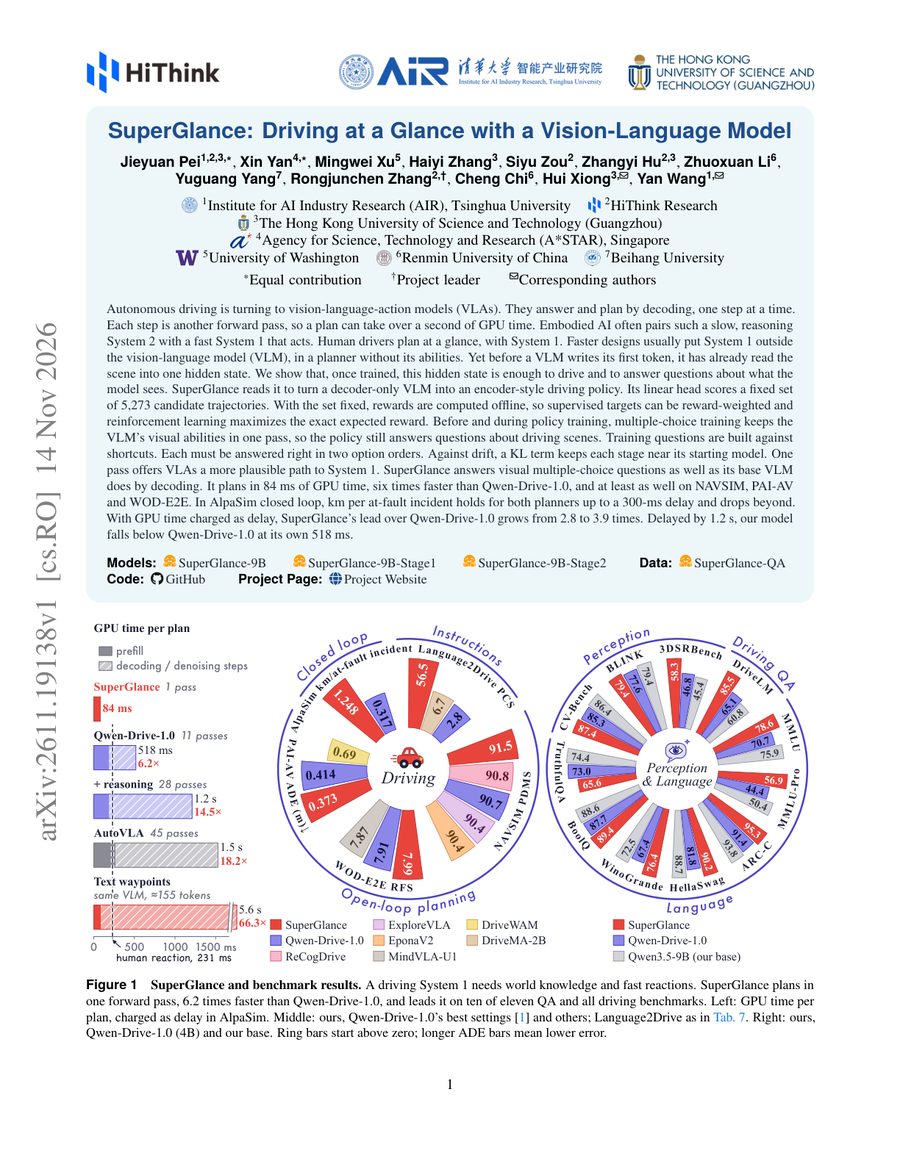 HiThink
AIR 清华大学 智能产业研究院
Institute for AI Industry Research, Tsinghua University
THE HONG KONG
UNIVERSITY OF SCIENCE AND
TECHNOLOGY (GUANGZHOU)
SuperGlance: Driving at a Glance with a Vision-Language Model
Jieyuan Pei1,2,3,*, Xin Yan4,*, Mingwei Xu5, Haiyi Zhang3, Siyu Zou2, Zhangyi Hu2,3, Zhuoxuan Li6,
Yuguang Yang7, Rongjunchen Zhang2,†, Cheng Chi6, Hui Xiong3,✉, Yan Wang1,✉
1Institute for AI Industry Research (AIR), Tsinghua University 2HiThink Research
3The Hong Kong University of Science and Technology (Guangzhou)
4Agency for Science, Technology and Research (A*STAR), Singapore
5University of Washington 6Renmin University of China 7Beihang University
*Equal contribution †Project leader ✉Corresponding authors
Autonomous driving is turning to vision-language-action models (VLAs). They answer and plan by decoding, one step at a time.
Each step is another forward pass, so a plan can take over a second of GPU time. Embodied AI often pairs such a slow, reasoning
System 2 with a fast System 1 that acts. Human drivers plan at a glance, with System 1. Faster designs usually put System 1 outside
the vision-language model (VLM), in a planner without its abilities. Yet before a VLM writes its first token, it has already read the
scene into one hidden state. We show that, once trained, this hidden state is enough to drive and to answer questions about what the
model sees. SuperGlance reads it to turn a decoder-only VLM into an encoder-style driving policy. Its linear head scores a fixed set
of 5,273 candidate trajectories. With the set fixed, rewards are computed offline, so supervised targets can be reward-weighted and
reinforcement learning maximizes the exact expected reward. Before and during policy training, multiple-choice training keeps the
VLM's visual abilities in one pass, so the policy still answers questions about driving scenes. Training questions are built against
shortcuts. Each must be answered right in two option orders. Against drift, a KL term keeps each stage near its starting model. One
pass offers VLAs a more plausible path to System 1. SuperGlance answers visual multiple-choice questions as well as its base VLM
does by decoding. It plans in 84 ms of GPU time, six times faster than Qwen-Drive-1.0, and at least as well on NAVSIM, PAI-AV
and WOD-E2E. In AlpaSim closed loop, km per at-fault incident holds for both planners up to a 300-ms delay and drops beyond.
With GPU time charged as delay, SuperGlance's lead over Qwen-Drive-1.0 grows from 2.8 to 3.9 times. Delayed by 1.2 s, our model
falls below Qwen-Drive-1.0 at its own 518 ms.
Models: SuperGlance-9B SuperGlance-9B-Stage1 SuperGlance-9B-Stage2 Data: SuperGlance-QA
Code: GitHub Project Page: Project Website
arXiv:2611.19138v1 [cs.RO] 14 Nov 2026
GPU time per plan
prefill
decoding / denoising steps
SuperGlance 1 pass
84 ms
Qwen-Drive-1.0 11 passes
518 ms
6.2×
+ reasoning 28 passes
1.2 s
14.5×
AutoVLA 45 passes
1.5 s
18.2×
Text waypoints
same VLM, ≈155 tokens
5.6 s
66.3×
0 500 1000 1500 ms
human reaction, 231 ms
Closed loop
Instructions
Open-loop planning
Driving
AlpaSim km/at-fault incident
1.248
0.317
Language2Drive PCS
56.5
6.7
2.8
NAVSIM PDMS
91.5
90.8
90.7
90.4
90.4
WOD-E2E RFS
7.99
7.91
7.87
PAI-AV ADE (m)↓
0.373
0.414
0.69
SuperGlance
Qwen-Drive-1.0
ReCogDrive
ExploreVLA
EponaV2
MindVLA-U1
DriveWAM
DriveMA-2B
Perception
Driving QA
Language
Perception
& Language
CV-Bench
87.4
85.3
86.4
BLINK
79.4
77.6
79.4
3DSRBench
58.3
46.8
45.4
DriveLM
85.5
65.1
60.8
MMLU
78.6
70.7
75.9
MMLU-Pro
56.9
44.4
50.4
ARC-C
95.3
91.4
93.8
HellaSwag
90.2
81.8
88.7
WinoGrande
76.4
67.4
72.5
BoolQ
89.4
87.7
88.6
TruthfulQA
65.6
73.0
74.4
SuperGlance
Qwen-Drive-1.0
Qwen3.5-9B (our base)
Figure 1 SuperGlance and benchmark results. A driving System 1 needs world knowledge and fast reactions. SuperGlance plans in
one forward pass, 6.2 times faster than Qwen-Drive-1.0, and leads it on ten of eleven QA and all driving benchmarks. Left: GPU time per
plan, charged as delay in AlpaSim. Middle: ours, Qwen-Drive-1.0's best settings [1] and others; Language2Drive as in Tab. 7. Right: ours,
Qwen-Drive-1.0 (4B) and our base. Ring bars start above zero; longer ADE bars mean lower error.
1